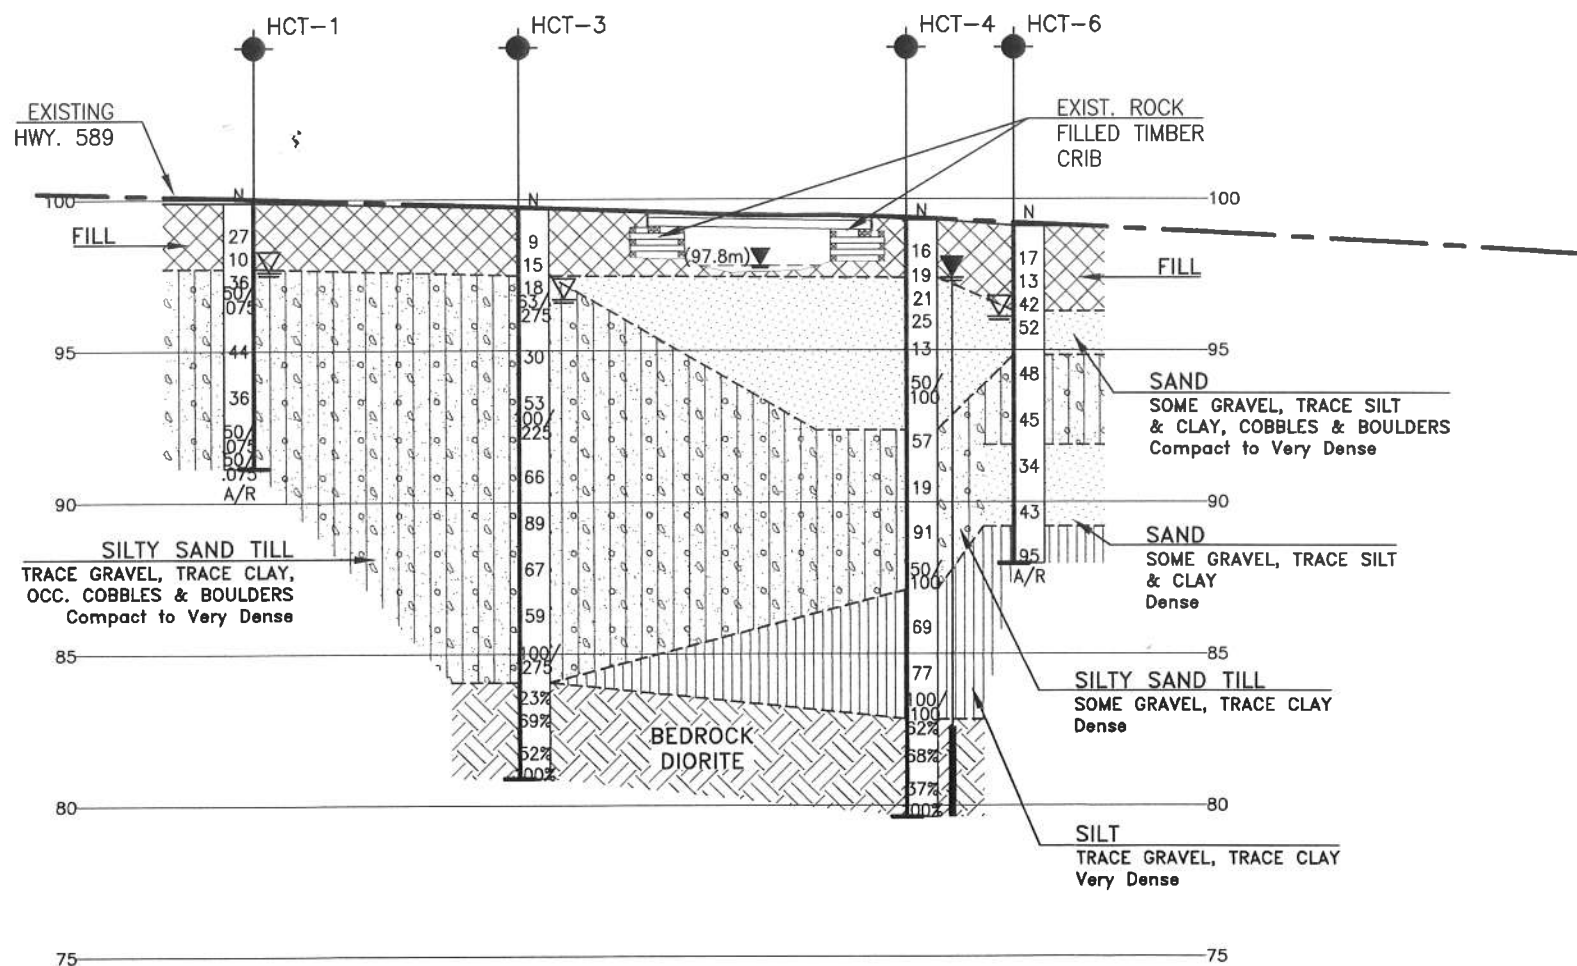 HCT-1
HCT-3
HCT-4
HCT-6
EXISTING
HWY. 589
EXIST. ROCK
FILLED TIMBER
CRIB
100
100
N
N
N
N
FILL
FILL
(97.8m)
27
10
36
50/
.075
44
36
50/
.075
50/
.075
A/R
9
15
18
63/
275
30
53
100/
225
66
89
67
59
100/
275
23%
69%
52%
100%
16
19
21
25
13
50/
100
57
19
91
50/
100
69
77
100/
100
62%
68%
37%
100%
17
13
42
52
48
45
34
43
95
A/R
95
95
SAND
SOME GRAVEL, TRACE SILT
& CLAY, COBBLES & BOULDERS
Compact to Very Dense
90
90
SILTY SAND TILL
TRACE GRAVEL, TRACE CLAY,
OCC. COBBLES & BOULDERS
Compact to Very Dense
SAND
SOME GRAVEL, TRACE SILT
& CLAY
Dense
85
85
SILTY SAND TILL
SOME GRAVEL, TRACE CLAY
Dense
BEDROCK
DIORITE
80
80
SILT
TRACE GRAVEL, TRACE CLAY
Very Dense
75
75